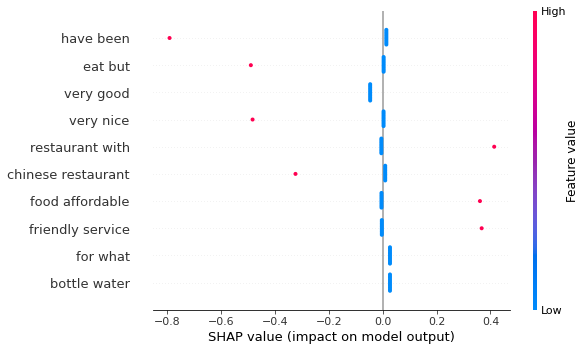 High
have been
eat but
very good
very nice
restaurant with
chinese restaurant
food affordable
friendly service
for what
bottle water
Feature value
Low
−0.8 −0.6 −0.4 −0.2 0.0 0.2 0.4
SHAP value (impact on model output)